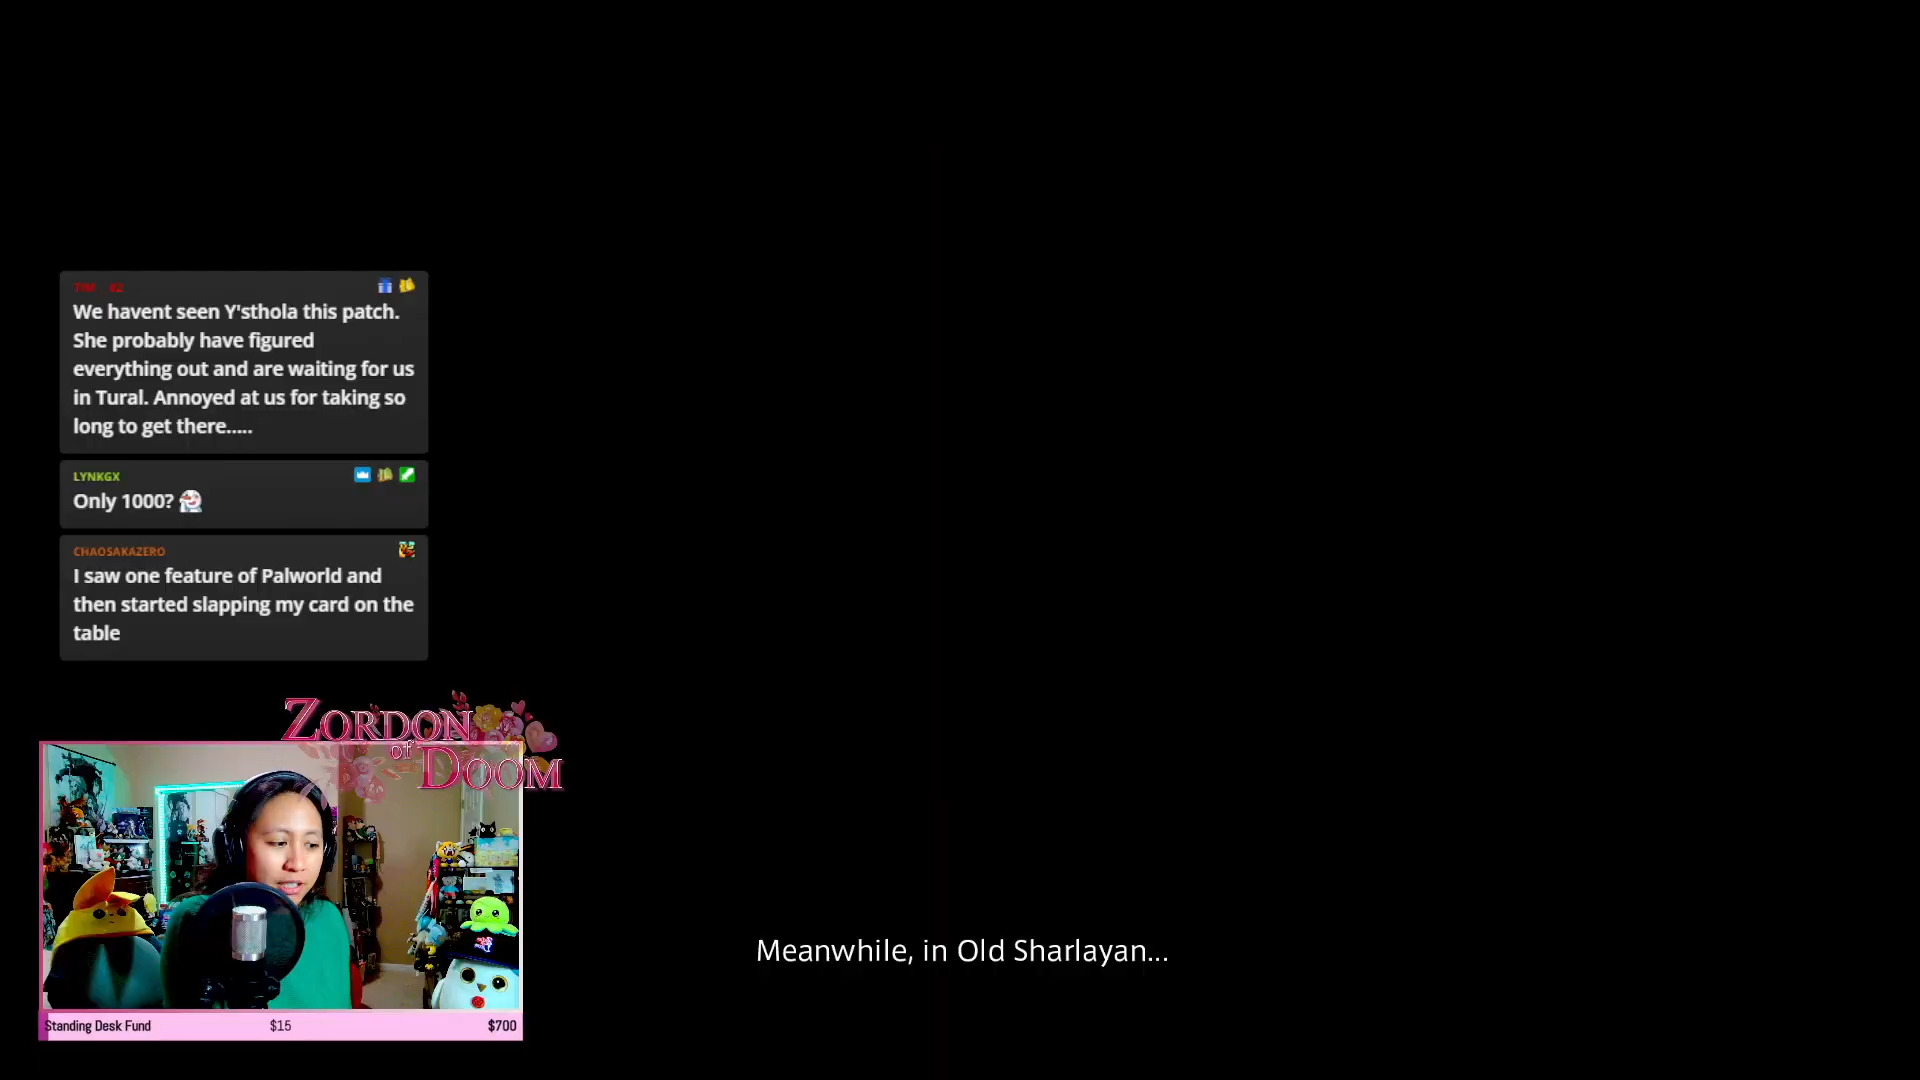 We havent seen Y'sthola this patch.
She probably have figured
everything out and are waiting for us
in Tural. Annoyed at us for taking so
long to get there.....
LYNKGX
Only 1000?
CHAOSAKAZERO
I saw one feature of Palworld and
then started slapping my card on the
table
ZORDON
of DOOM
Meanwhile, in Old Sharlayan...
Standing Desk Fund $15 $700